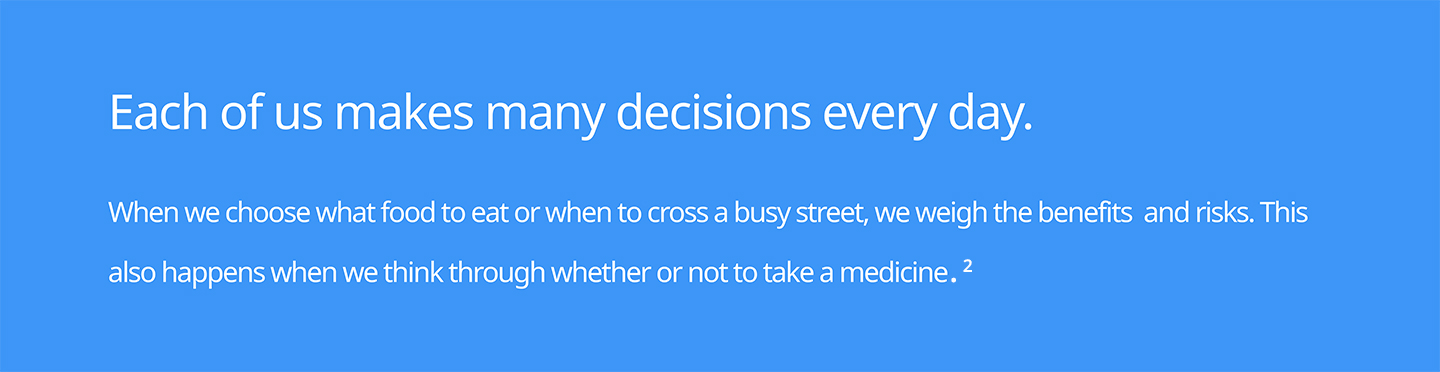 Each of us makes many decisions every day.
When we choose what food to eat or when to cross a busy street, we weigh the benefits  and risks. This
also happens when we think through whether or not to take a medicine. ²